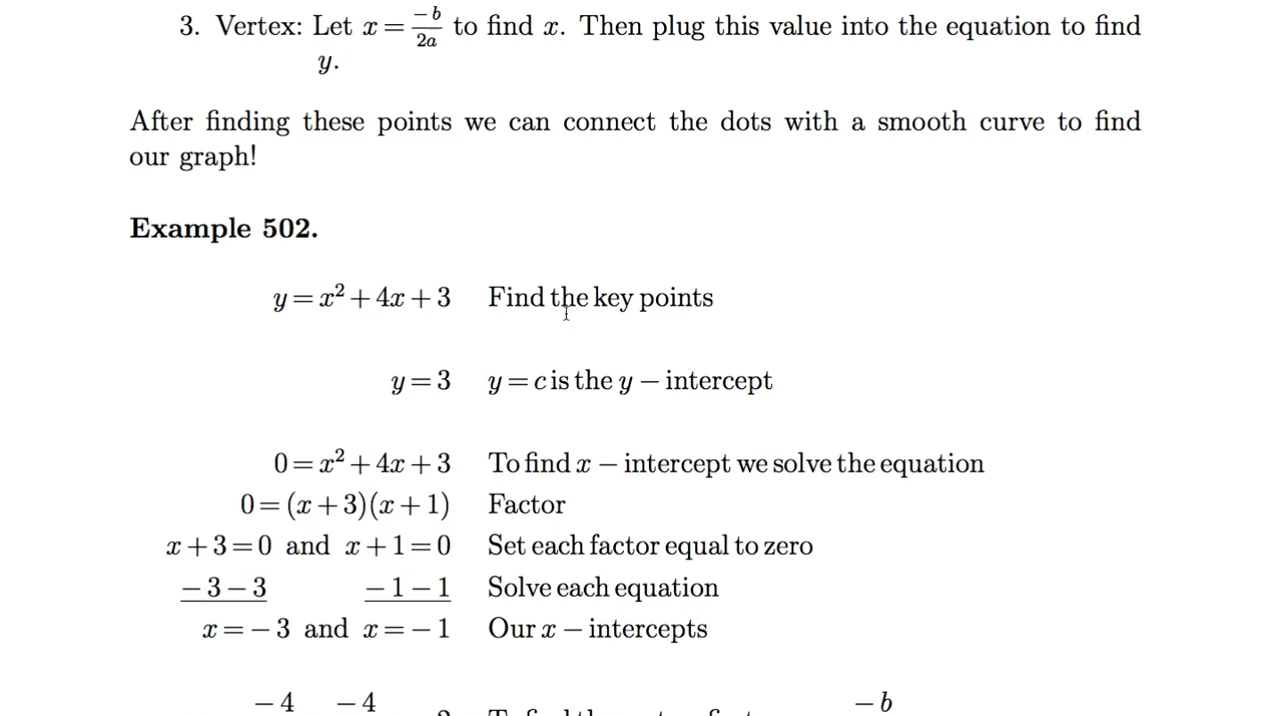 3. Vertex: Let x = −b/2a to find x. Then plug this value into the equation to find
y.
After finding these points we can connect the dots with a smooth curve to find
our graph!
Example 502.
y = x² + 4x + 3 Find the key points
y = 3 y = c is the y − intercept
0 = x² + 4x + 3 To find x − intercept we solve the equation
0 = (x + 3)(x + 1) Factor
x + 3 = 0 and x + 1 = 0 Set each factor equal to zero
− 3 − 3 − 1 − 1 Solve each equation
x = − 3 and x = − 1 Our x − intercepts
− 4 − 4 − b